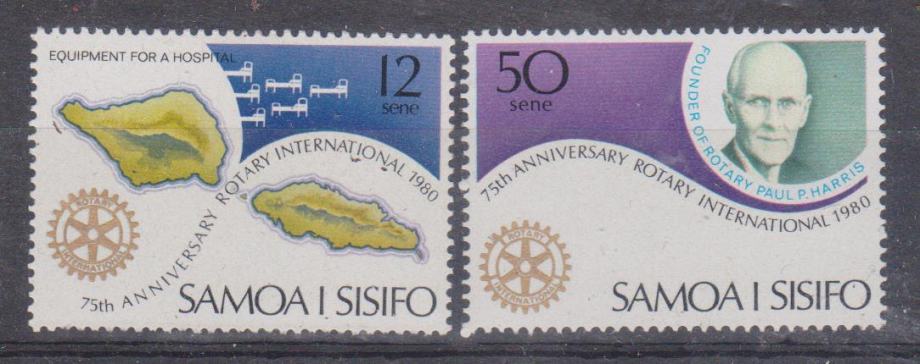 EQUIPMENT FOR A HOSPITAL
12
sene
75th ANNIVERSARY ROTARY INTERNATIONAL 1980
ROTARY
INTERNATIONAL
SAMOA I SISIFO
50
sene
FOUNDER OF ROTARY PAUL P. HARRIS
75th ANNIVERSARY ROTARY INTERNATIONAL 1980
ROTARY
INTERNATIONAL
SAMOA I SISIFO